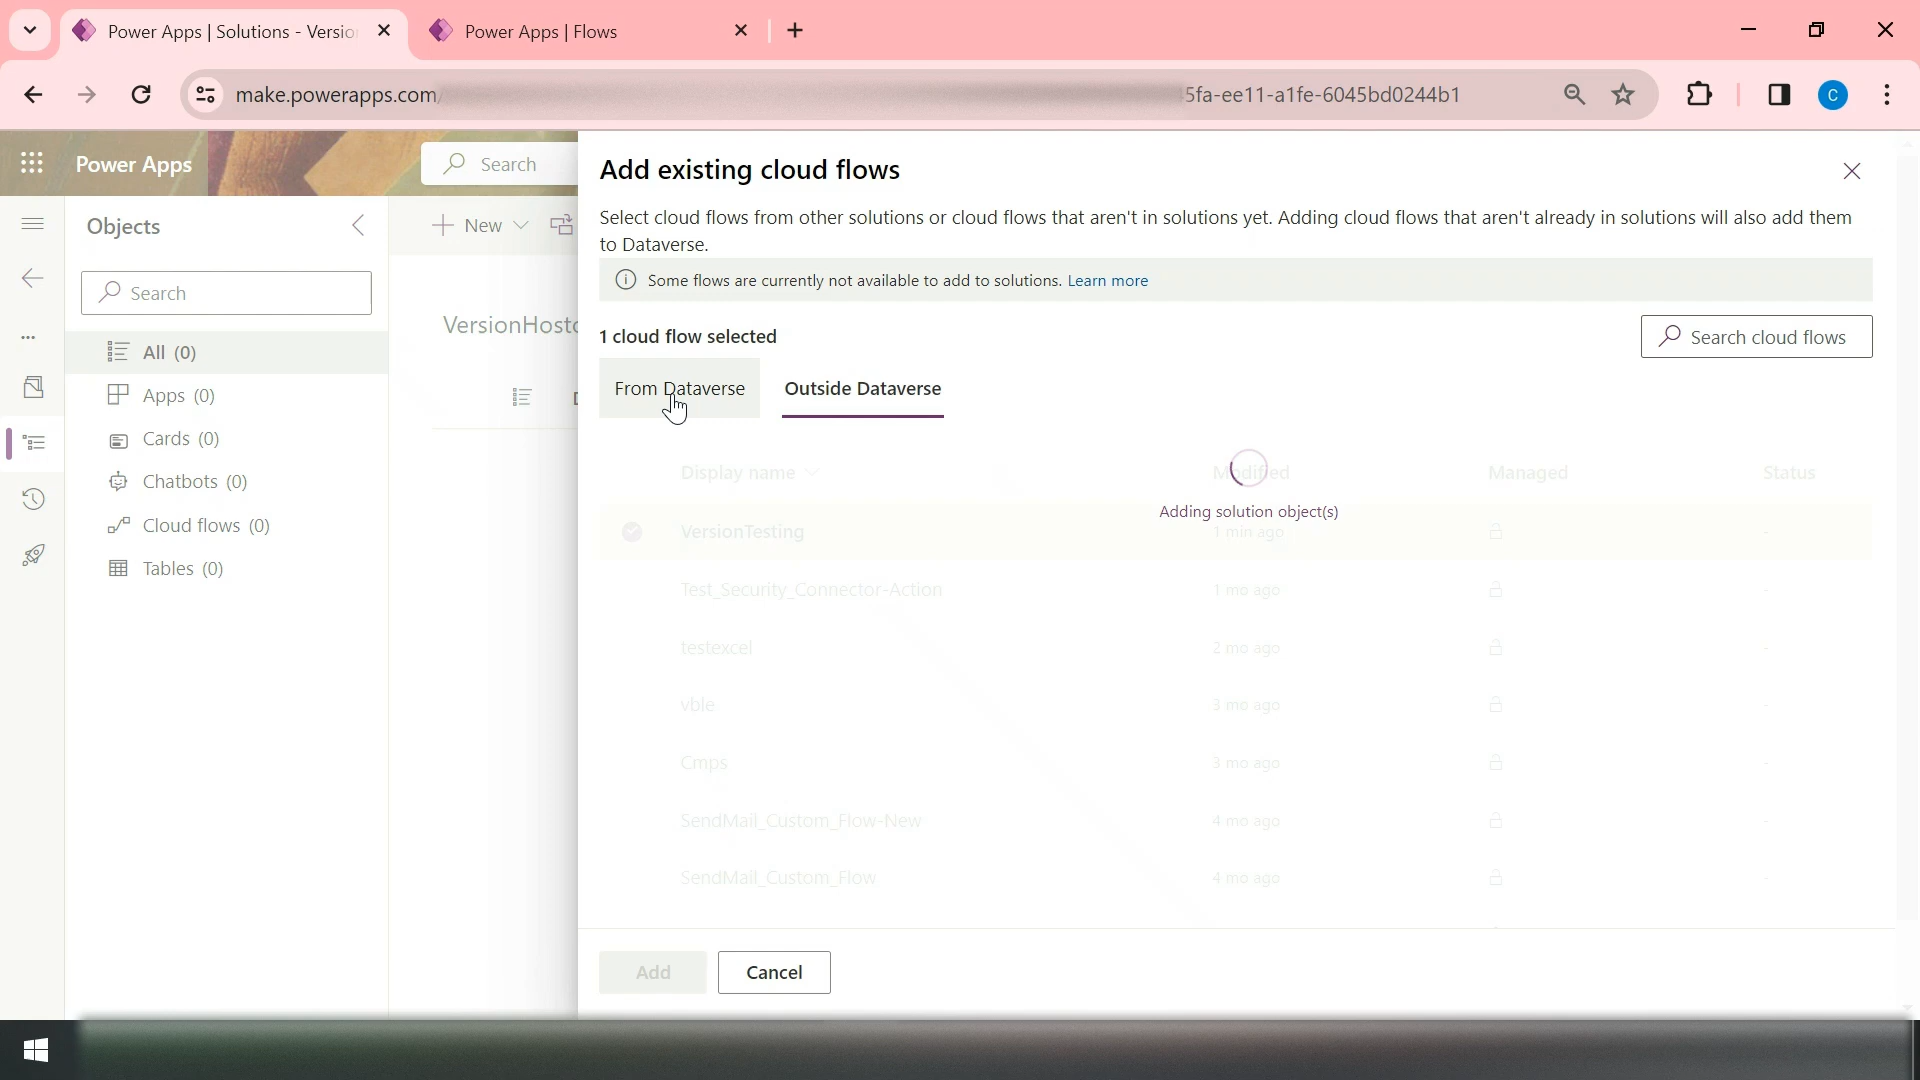 Power Apps | Solutions - Versio
Power Apps | Flows
make.powerapps.com/
5fa-ee11-a1fe-6045bd0244b1
C
Power Apps
Search
Objects
Search
All (0)
Apps (0)
Cards (0)
Chatbots (0)
Cloud flows (0)
Tables (0)
New
VersionHist
D
Add existing cloud flows
Select cloud flows from other solutions or cloud flows that aren't in solutions yet. Adding cloud flows that aren't already in solutions will also add them
to Dataverse.
Some flows are currently not available to add to solutions. Learn more
1 cloud flow selected
Search cloud flows
From Dataverse
Outside Dataverse
Display name
Modified
Managed
Status
Adding solution object(s)
VersionTesting
1 min ago
-
Test_Security_Connector-Action
1 mo ago
-
testexcel
2 mo ago
-
vble
3 mo ago
-
Cmps
3 mo ago
-
SendMail_Custom_Flow-New
4 mo ago
-
SendMail_Custom_Flow
4 mo ago
-
Add
Cancel